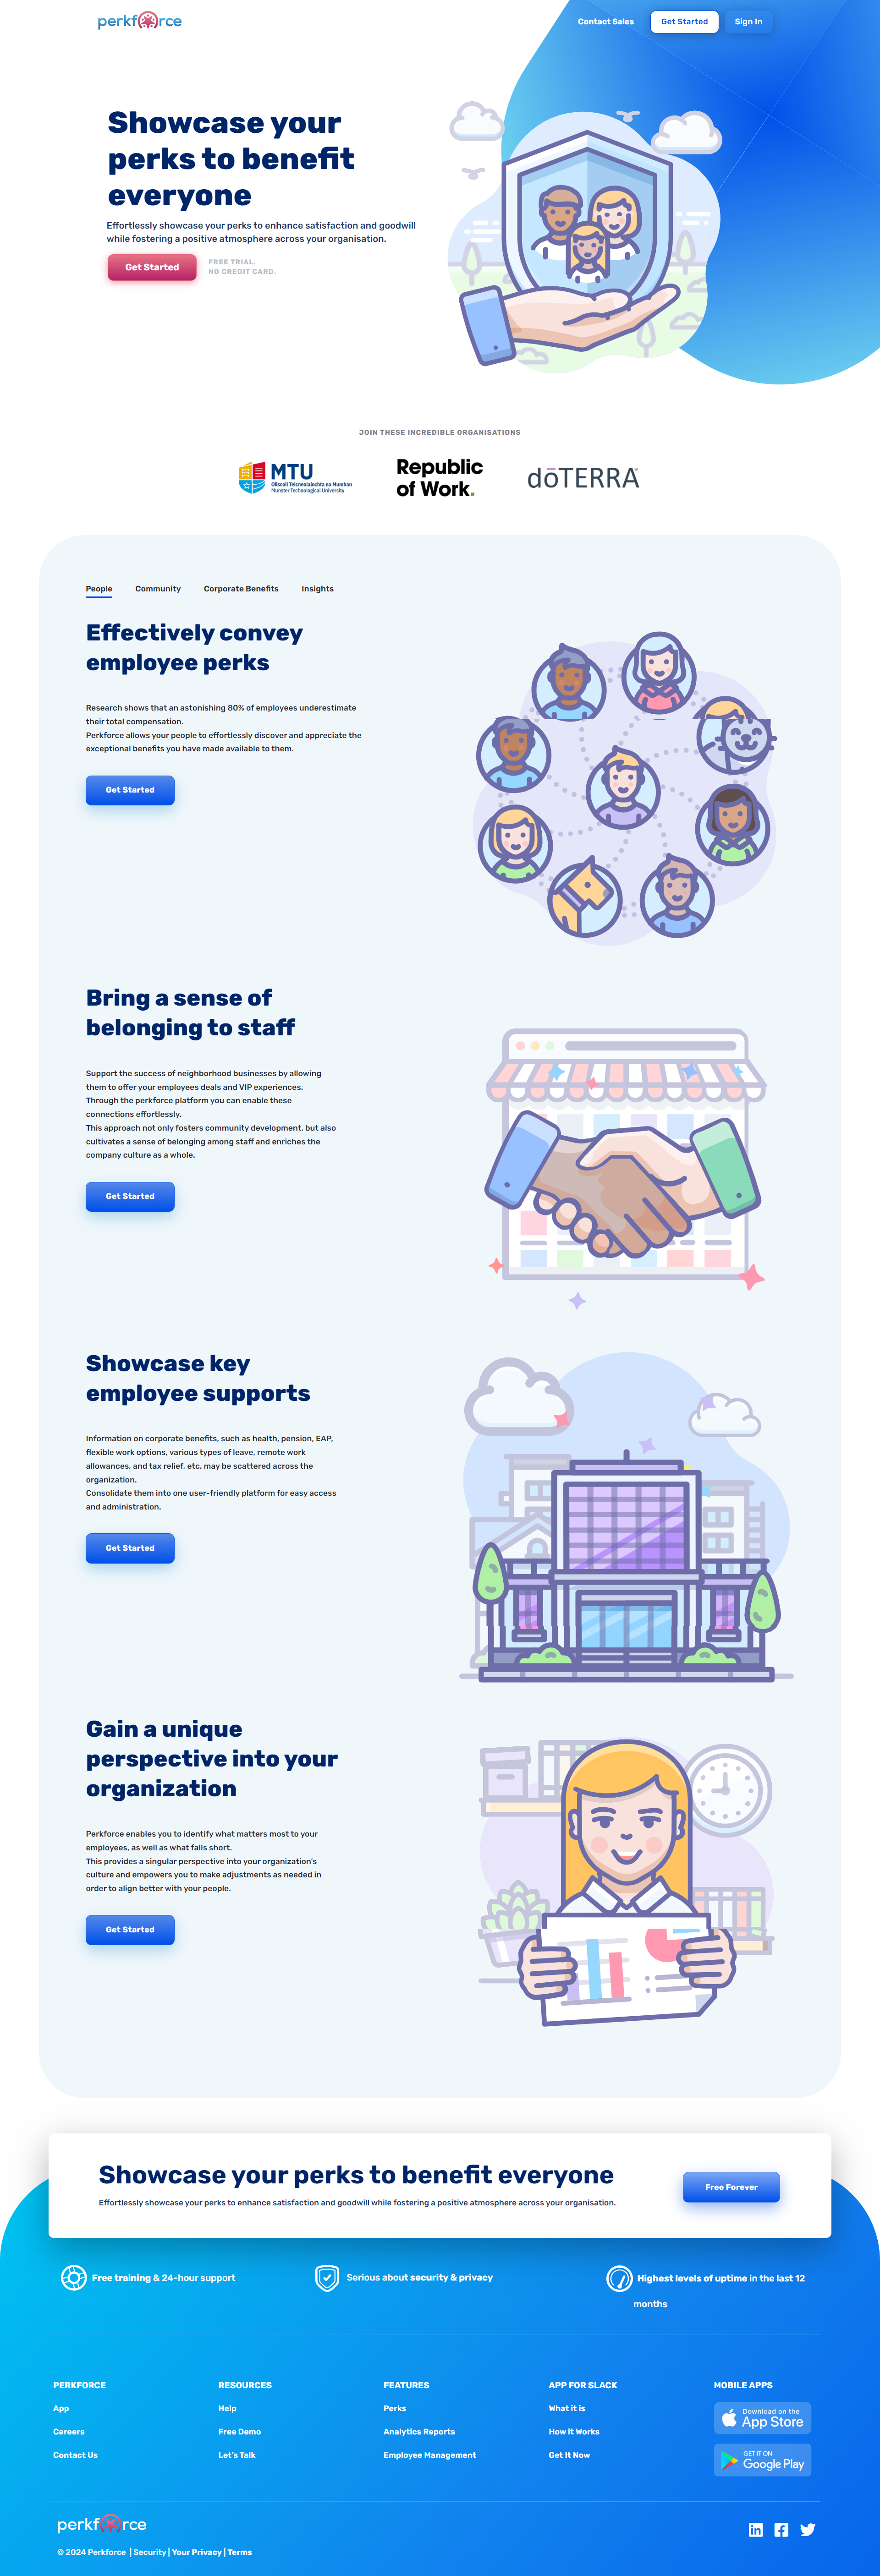 perkforce
Contact Sales
Get Started
Sign In
Showcase your
perks to benefit
everyone
Effortlessly showcase your perks to enhance satisfaction and goodwill
while fostering a positive atmosphere across your organisation.
Get Started
FREE TRIAL.
NO CREDIT CARD.
JOIN THESE INCREDIBLE ORGANISATIONS
MTU
Ollscoil Teicneolaíochta na Mumhan
Munster Technological University
Republic
of Work.
dōTERRA
People
Community
Corporate Benefits
Insights
Effectively convey
employee perks
Research shows that an astonishing 80% of employees underestimate
their total compensation.
Perkforce allows your people to effortlessly discover and appreciate the
exceptional benefits you have made available to them.
Get Started
Bring a sense of
belonging to staff
Support the success of neighborhood businesses by allowing
them to offer your employees deals and VIP experiences.
Through the perkforce platform you can enable these
connections effortlessly.
This approach not only fosters community development, but also
cultivates a sense of belonging among staff and enriches the
company culture as a whole.
Get Started
Showcase key
employee supports
Information on corporate benefits, such as health, pension, EAP,
flexible work options, various types of leave, remote work
allowances, and tax relief, etc. may be scattered across the
organization.
Consolidate them into one user-friendly platform for easy access
and administration.
Get Started
Gain a unique
perspective into your
organization
Perkforce enables you to identify what matters most to your
employees, as well as what falls short.
This provides a singular perspective into your organization's
culture and empowers you to make adjustments as needed in
order to align better with your people.
Get Started
Showcase your perks to benefit everyone
Effortlessly showcase your perks to enhance satisfaction and goodwill while fostering a positive atmosphere across your organisation.
Free Forever
Free training & 24-hour support
Serious about security & privacy
Highest levels of uptime in the last 12
months
PERKFORCE
App
Careers
Contact Us
RESOURCES
Help
Free Demo
Let's Talk
FEATURES
Perks
Analytics Reports
Employee Management
APP FOR SLACK
What it is
How it Works
Get It Now
MOBILE APPS
Download on the
App Store
GET IT ON
Google Play
perkforce
© 2024 Perkforce | Security | Your Privacy | Terms